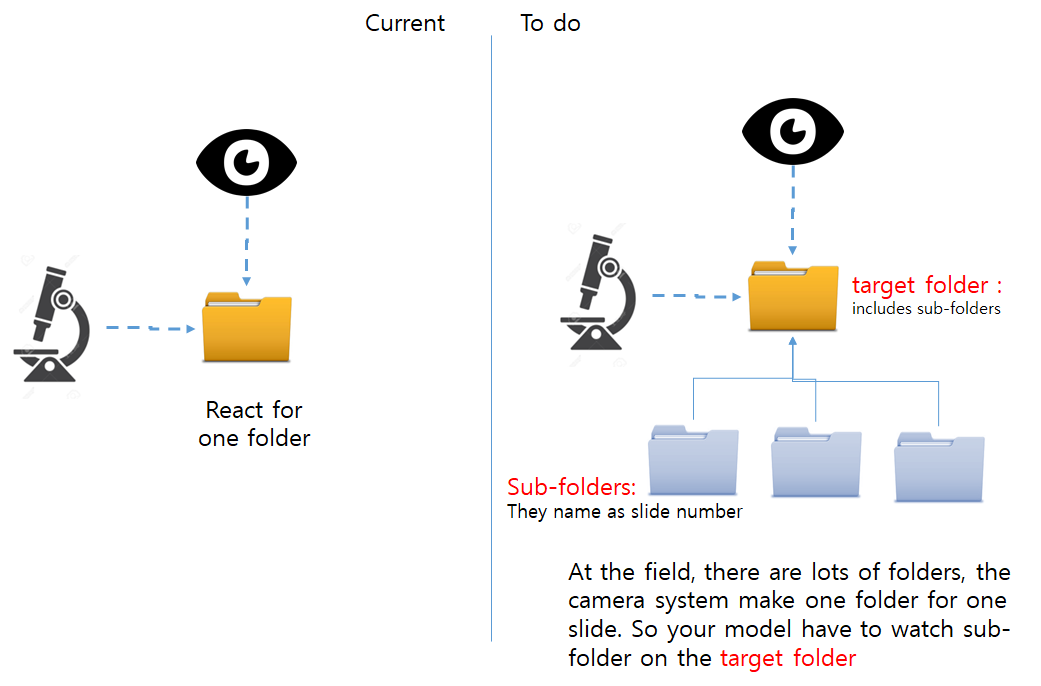 Current
To do
React for
one folder
target folder :
includes sub-folders
Sub-folders:
They name as slide number
At the field, there are lots of folders, the
camera system make one folder for one
slide. So your model have to watch sub-
folder on the target folder